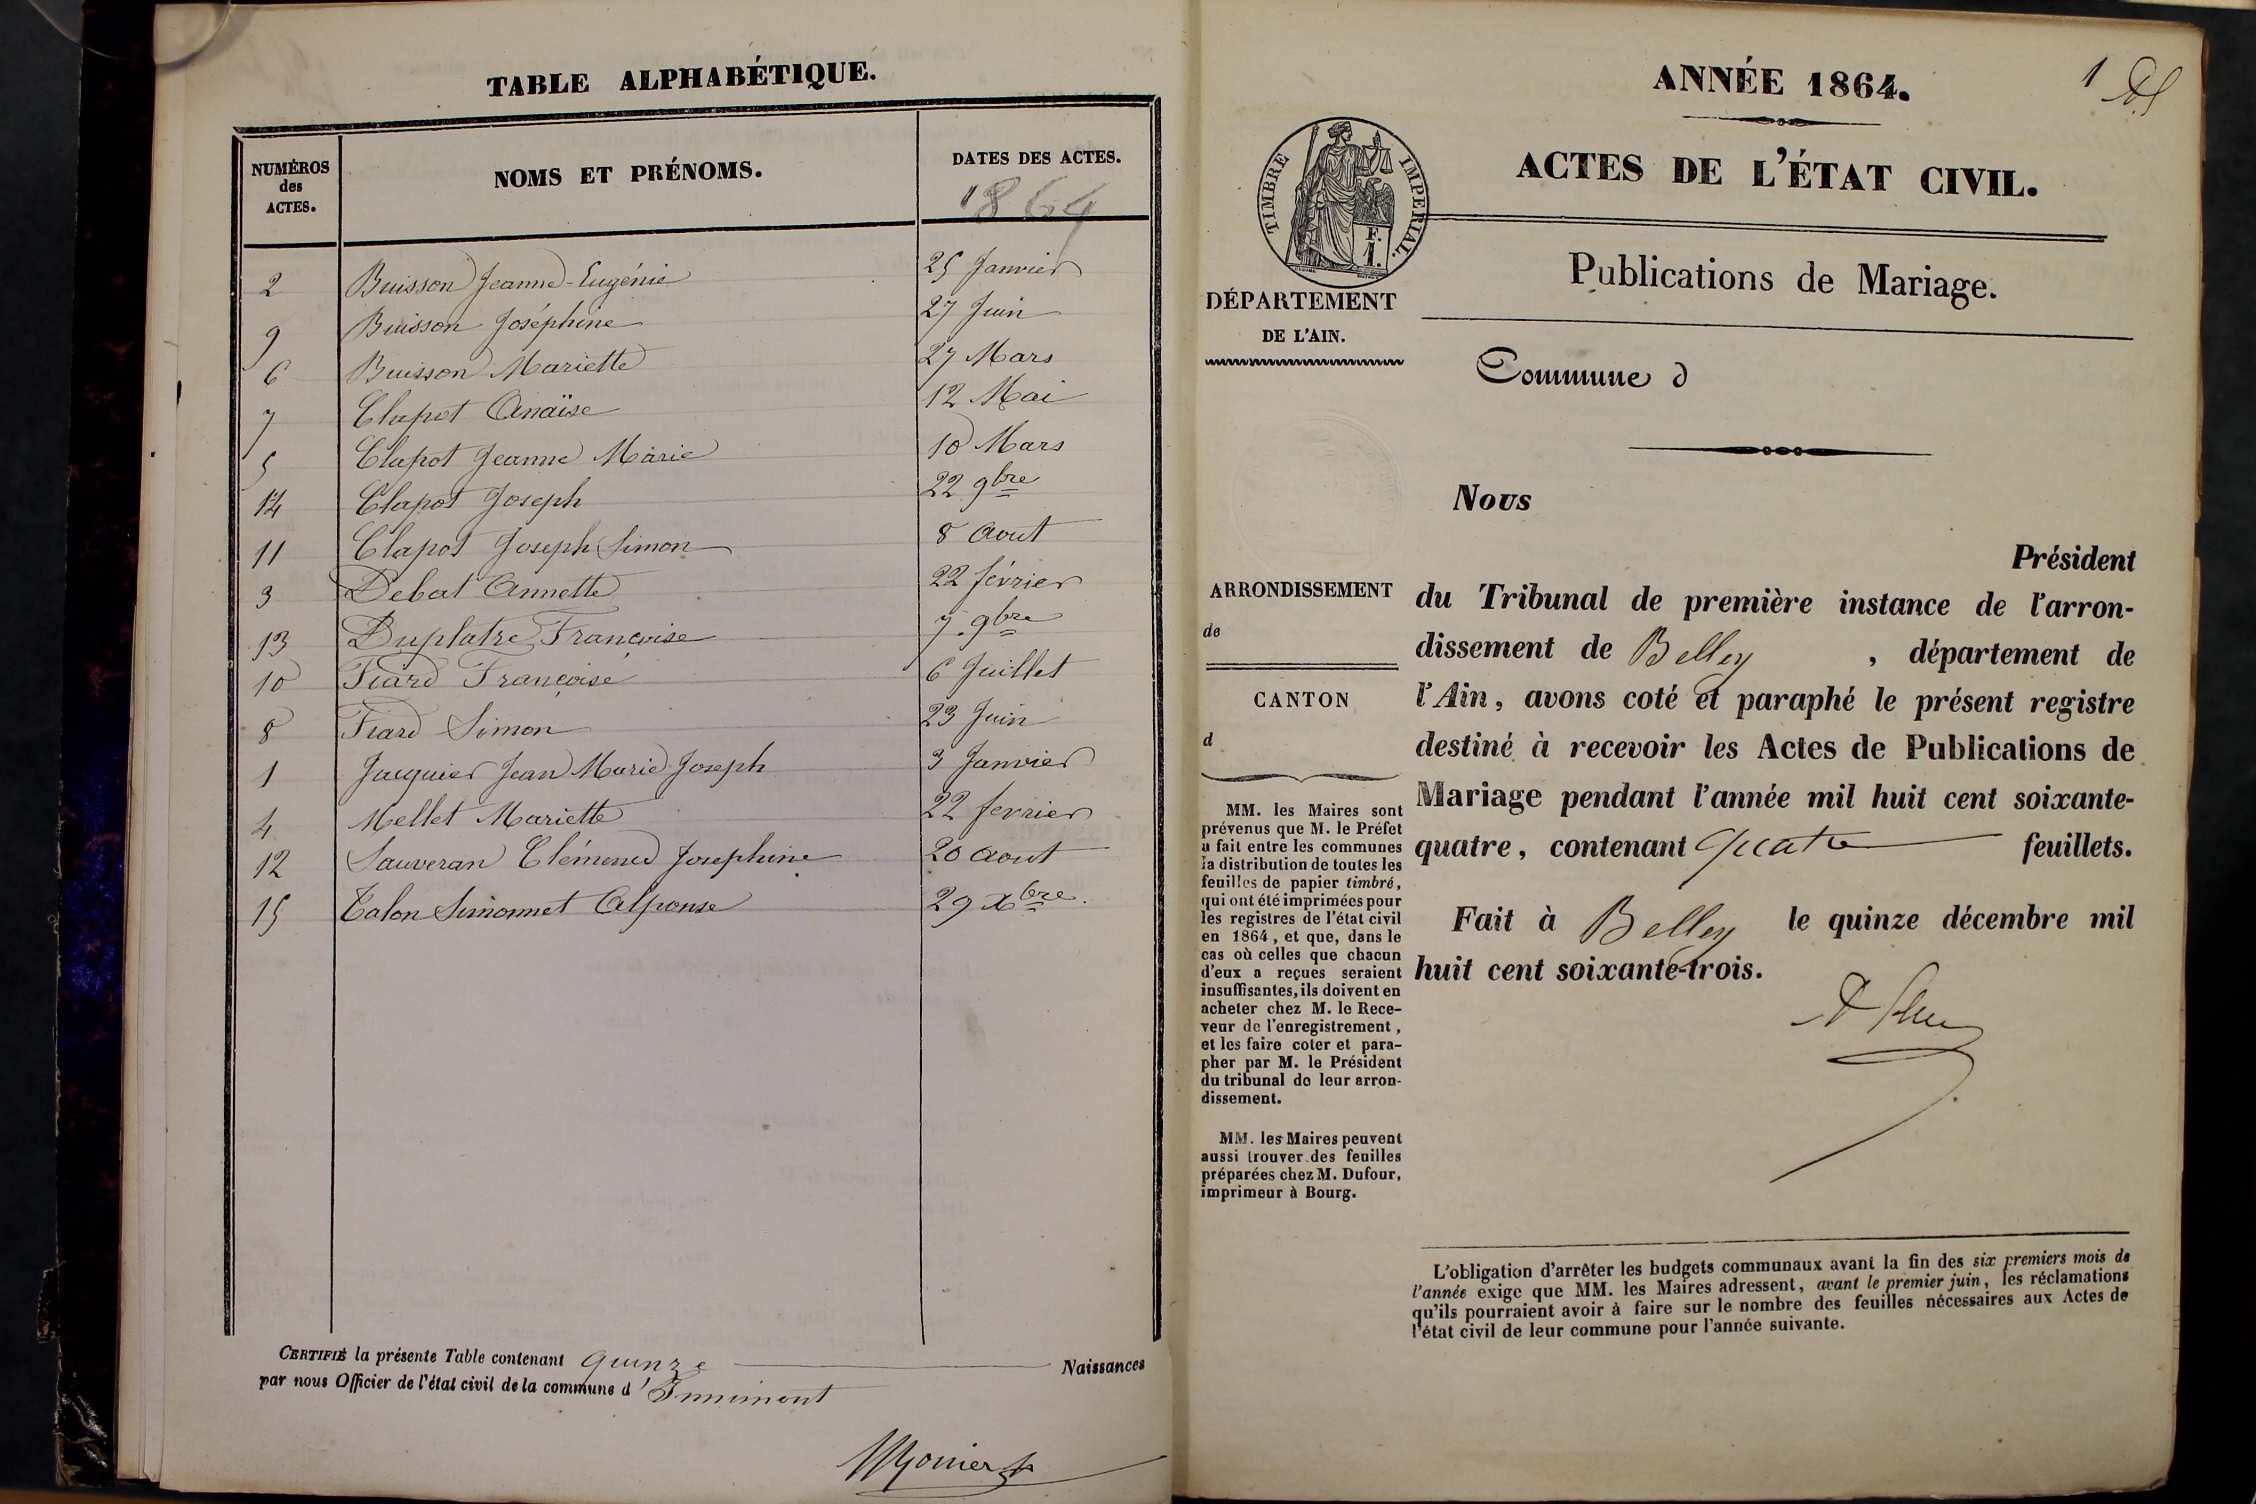 TABLE ALPHABÉTIQUE.
NUMÉROS des ACTES. NOMS ET PRÉNOMS. DATES DES ACTES.
1864
2 Buisson Jeanne-Eugénie 25 Janvier
9 Buisson Joséphine 27 Juin
6 Buisson Mariette 27 Mars
7 Clapot Anaïse 12 Mai
5 Clapot Jeanne Marie 10 Mars
14 Clapot Joseph 22 9bre
11 Clapot Joseph Simon 8 Aout
3 Debat Annette 22 février
13 Duplatre Françoise 7. 9bre
10 Fiard Françoise 6 Juillet
8 Fiard Simon 23 Juin
1 Jacquier Jean Marie Joseph 3 Janvier
4 Mellet Mariette 22 fevrier
12 Sauveran Clémence Josephine 20 Aout
15 Talon Simonnet Alponse 29 Xbre.
CERTIFIÉ la présente Table contenant quinze Naissances
par nous Officier de l'état civil de la commune d'Innimont
1
ANNÉE 1864.
ACTES DE L'ÉTAT CIVIL.
TIMBRE IMPERIAL.
F.
1.
Publications de Mariage.
DÉPARTEMENT
DE L'AIN.
Commune d
Nous
Président
du Tribunal de première instance de l'arron-
dissement de Belley, département de
l'Ain, avons coté et paraphé le présent registre
destiné à recevoir les Actes de Publications de
Mariage pendant l'année mil huit cent soixante-
quatre, contenant quatre feuillets.
Fait à Belley le quinze décembre mil
huit cent soixante-trois.
ARRONDISSEMENT
de
CANTON
d
MM. les Maires sont
prévenus que M. le Préfet
a fait entre les communes
la distribution de toutes les
feuilles de papier timbré,
qui ont été imprimées pour
les registres de l'état civil
en 1864, et que, dans le
cas où celles que chacun
d'eux a reçues seraient
insuffisantes, ils doivent en
acheter chez M. le Rece-
veur de l'enregistrement,
et les faire coter et para-
pher par M. le Président
du tribunal de leur arron-
dissement.
MM. les Maires peuvent
aussi trouver des feuilles
préparées chez M. Dufour,
imprimeur à Bourg.
L'obligation d'arrêter les budgets communaux avant la fin des six premiers mois de
l'année exige que MM. les Maires adressent, avant le premier juin, les réclamations
qu'ils pourraient avoir à faire sur le nombre des feuilles nécessaires aux Actes de
l'état civil de leur commune pour l'année suivante.